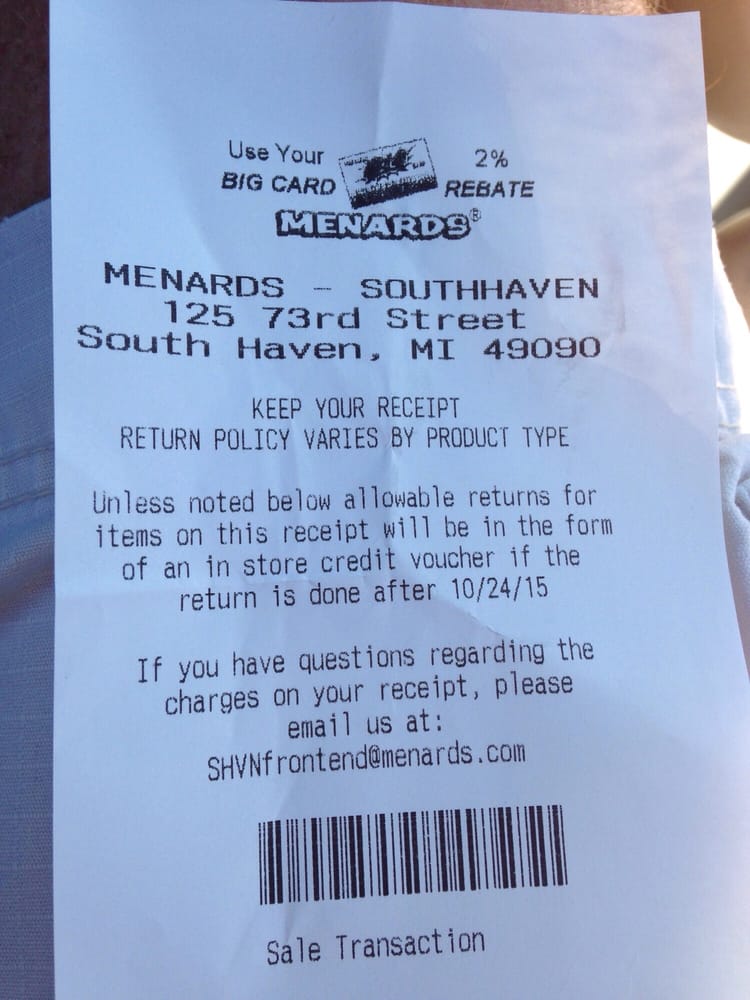 Use Your 2%
BIG CARD REBATE
MENARDS®
MENARDS - SOUTHHAVEN
125 73rd Street
South Haven, MI 49090
KEEP YOUR RECEIPT
RETURN POLICY VARIES BY PRODUCT TYPE
Unless noted below allowable returns for
items on this receipt will be in the form
of an in store credit voucher if the
return is done after 10/24/15
If you have questions regarding the
charges on your receipt, please
email us at:
SHVNfrontend@menards.com
Sale Transaction